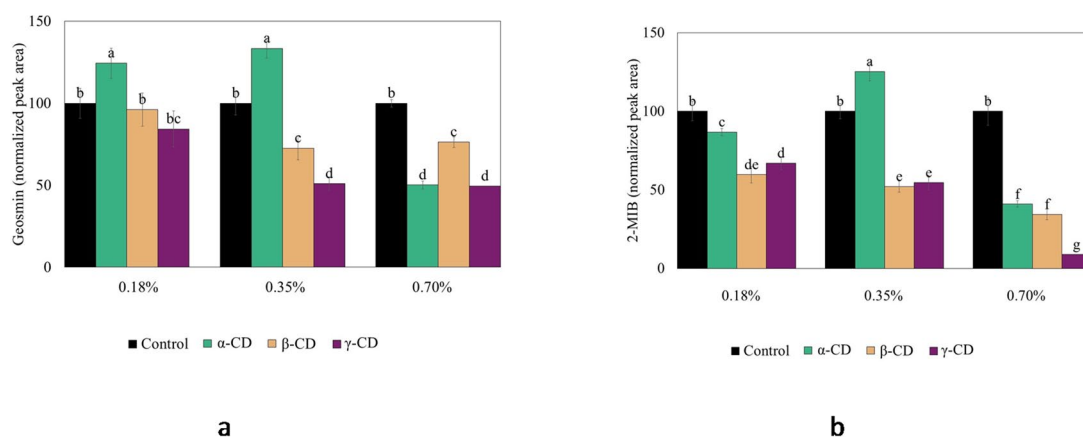 150
100
50
0
Geosmin (normalized peak area)
b a b bc
b a c d
b d c d
0.18% 0.35% 0.70%
Control α-CD β-CD γ-CD
a
150
100
50
0
2-MIB (normalized peak area)
b c de d
b a e e
b f f g
0.18% 0.35% 0.70%
Control α-CD β-CD γ-CD
b